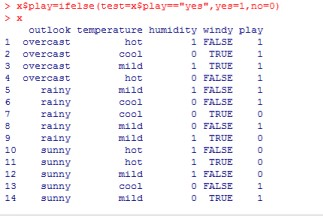 > x$play=ifelse(test=x$play=="yes",yes=1,no=0)
> x
outlook temperature humidity windy play
1 overcast hot 1 FALSE 1
2 overcast cool 0 TRUE 1
3 overcast mild 1 TRUE 1
4 overcast hot 0 FALSE 1
5 rainy mild 1 FALSE 1
6 rainy cool 0 FALSE 1
7 rainy cool 0 TRUE 0
8 rainy mild 0 FALSE 1
9 rainy mild 1 TRUE 0
10 sunny hot 1 FALSE 0
11 sunny hot 1 TRUE 0
12 sunny mild 1 FALSE 0
13 sunny cool 0 FALSE 1
14 sunny mild 0 TRUE 1